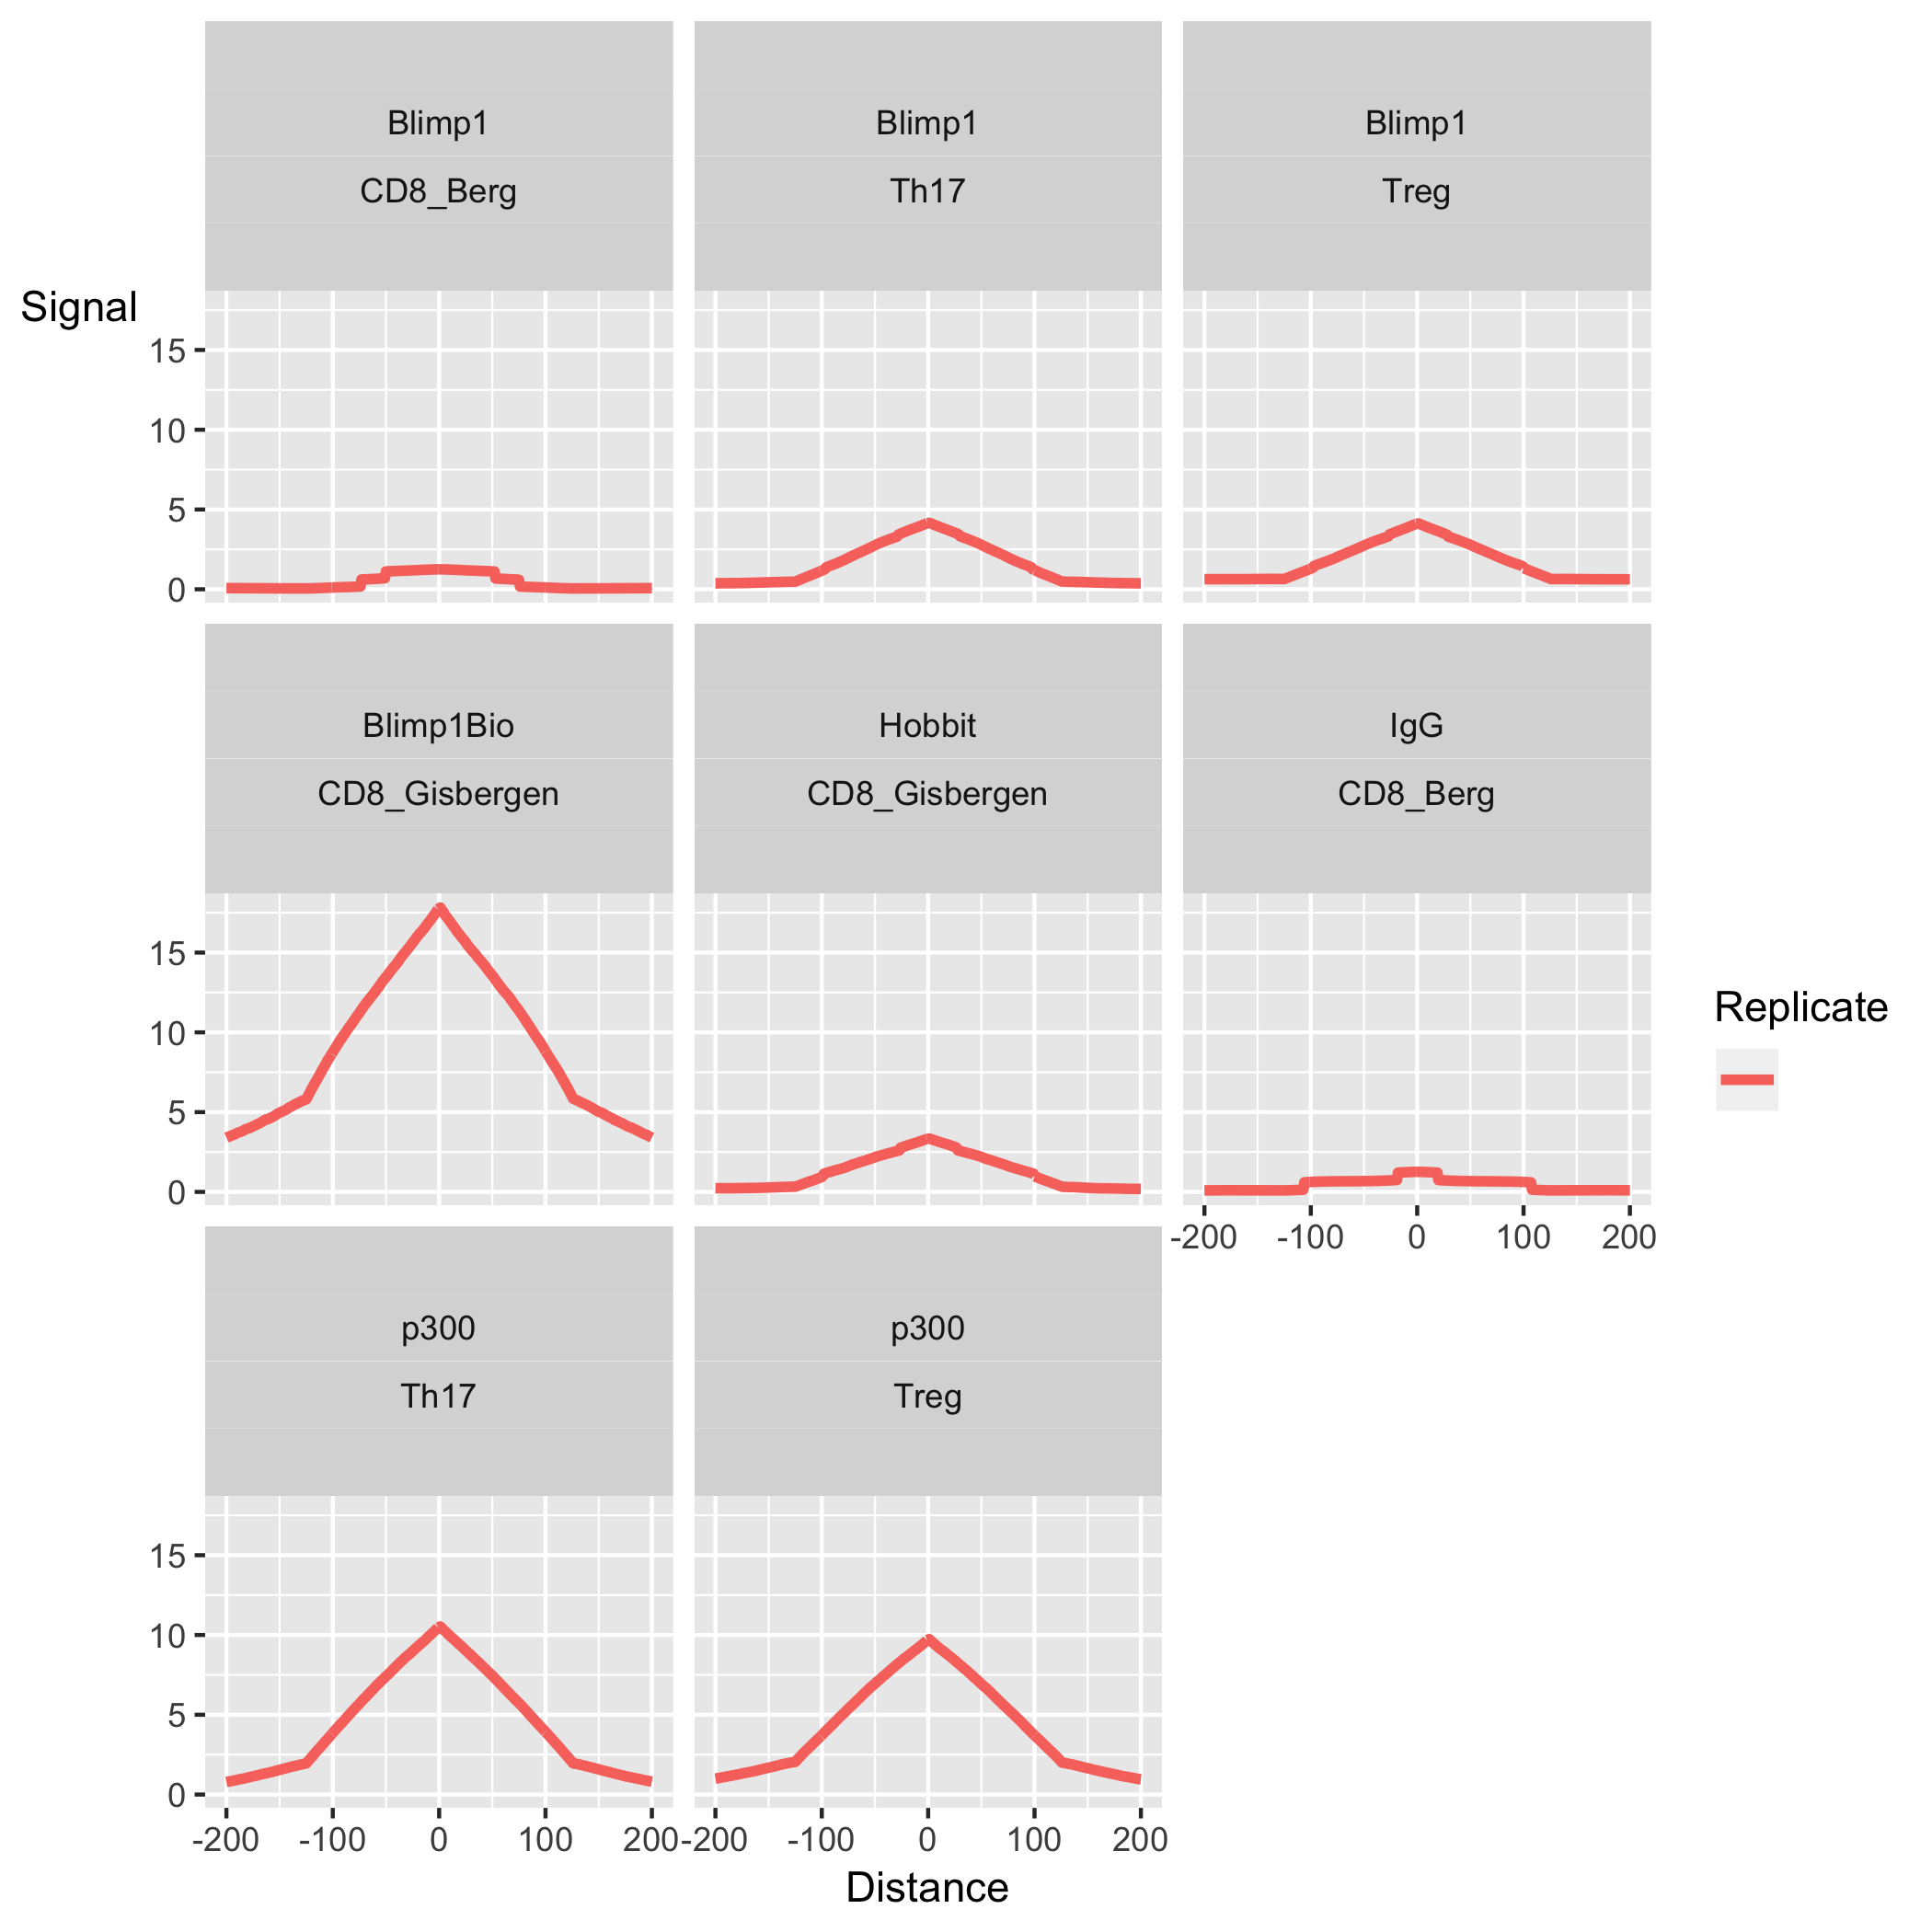 Blimp1
CD8_Berg
Blimp1
Th17
Blimp1
Treg
Signal
15
10
5
0
Blimp1Bio
CD8_Gisbergen
Hobbit
CD8_Gisbergen
IgG
CD8_Berg
15
10
5
0
-200 -100 0 100 200
Replicate
p300
Th17
p300
Treg
15
10
5
0
-200 -100 0 100 200
-200 -100 0 100 200
Distance